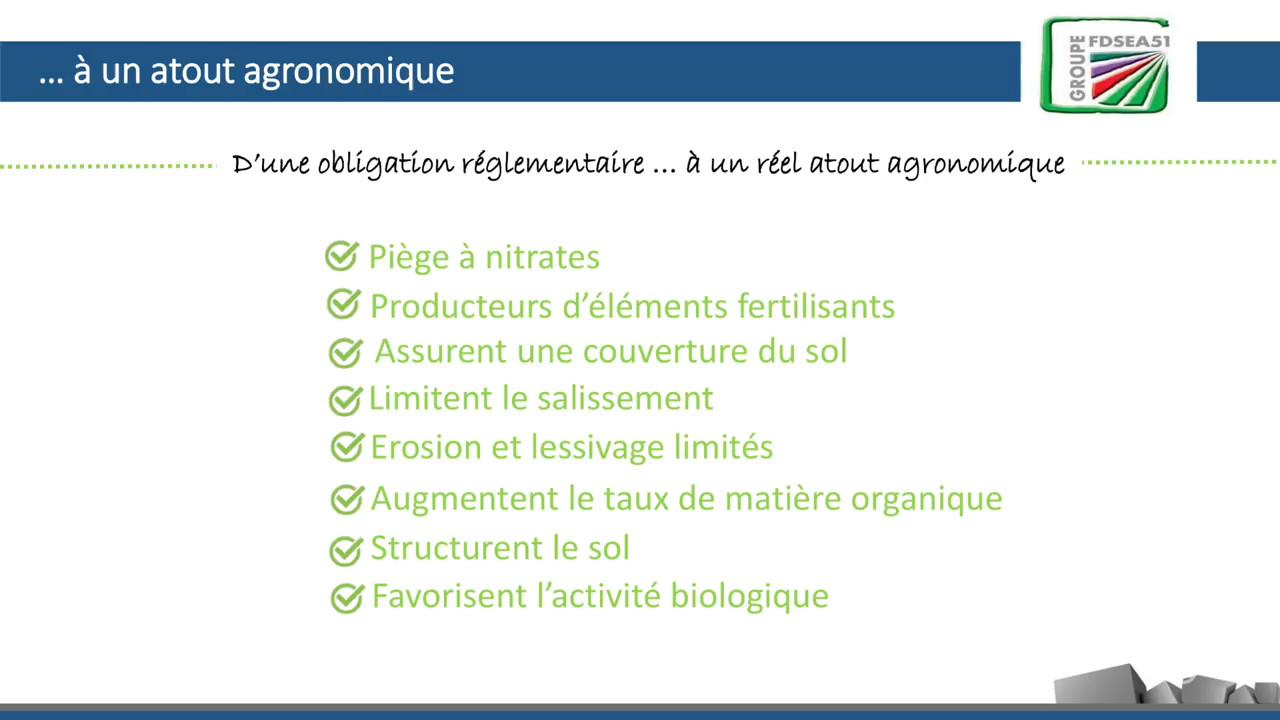 ... à un atout agronomique
GROUPE
FDSEA51
D’une obligation réglementaire ... à un réel atout agronomique
Piège à nitrates
Producteurs d’éléments fertilisants
Assurent une couverture du sol
Limitent le salissement
Erosion et lessivage limités
Augmentent le taux de matière organique
Structurent le sol
Favorisent l’activité biologique